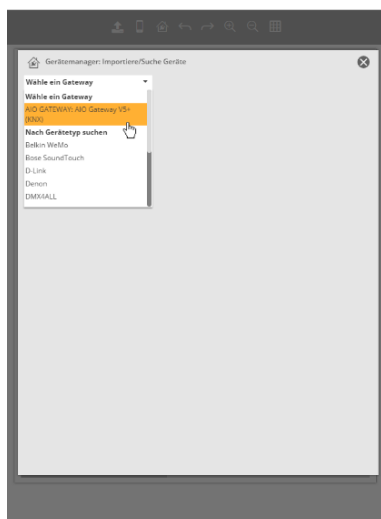 Gerätemanager: Importiere/Suche Geräte
Wähle ein Gateway
Wähle ein Gateway
AIO GATEWAY: AIO Gateway V5+
(KNX)
Nach Gerätetyp suchen
Belkin WeMo
Bose SoundTouch
D-Link
Denon
DMX4ALL